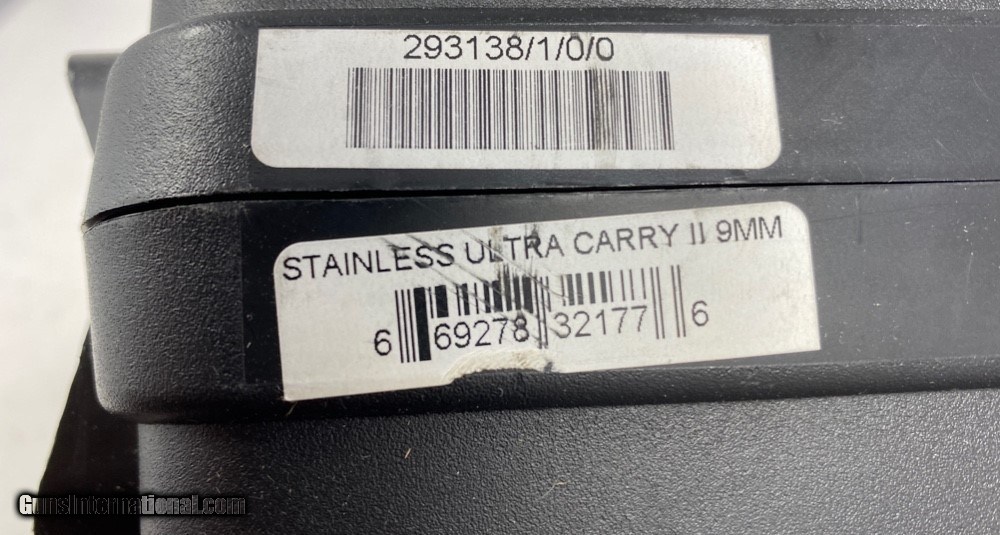 293138/1/0/0
STAINLESS ULTRA CARRY II 9MM
6 69278 32177 6
GunsInternational.com